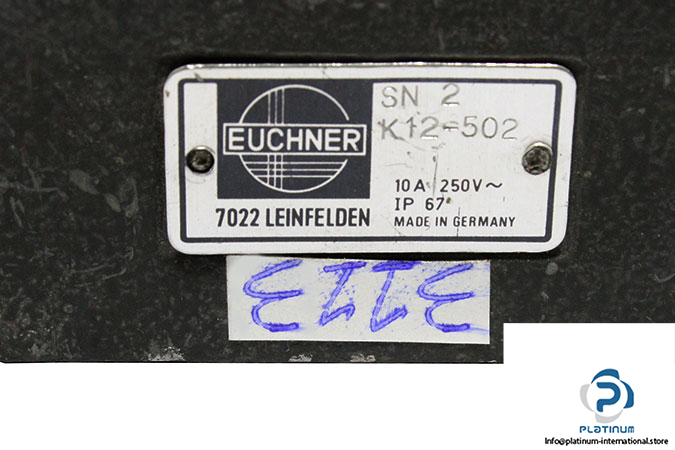 SN 2
K12-502
EUCHNER
7022 LEINFELDEN
10A 250V~
IP 67
MADE IN GERMANY
PLATINUM
Info@platinum-international.store